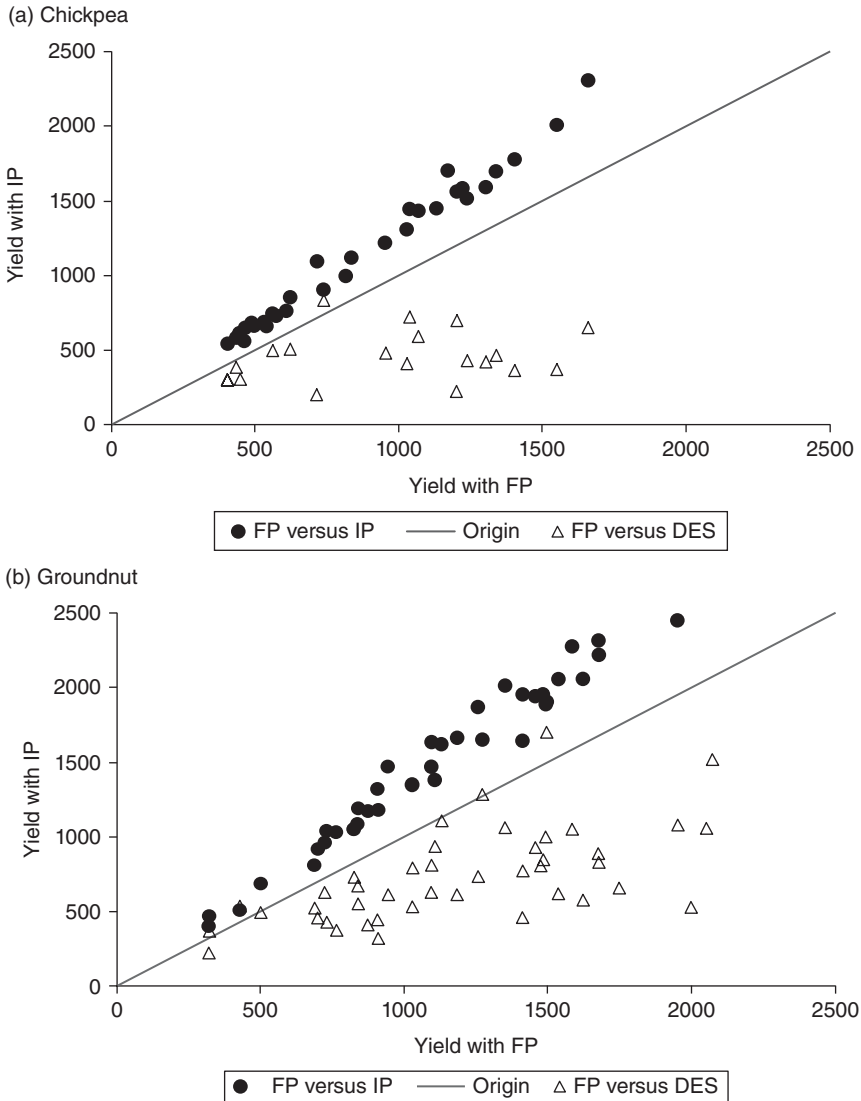 (a) Chickpea
2500
2000
1500
1000
500
0
Yield with IP
0 500 1000 1500 2000 2500
Yield with FP
FP versus IP Origin FP versus DES
(b) Groundnut
2500
2000
1500
1000
500
0
Yield with IP
0 500 1000 1500 2000 2500
Yield with FP
FP versus IP Origin FP versus DES